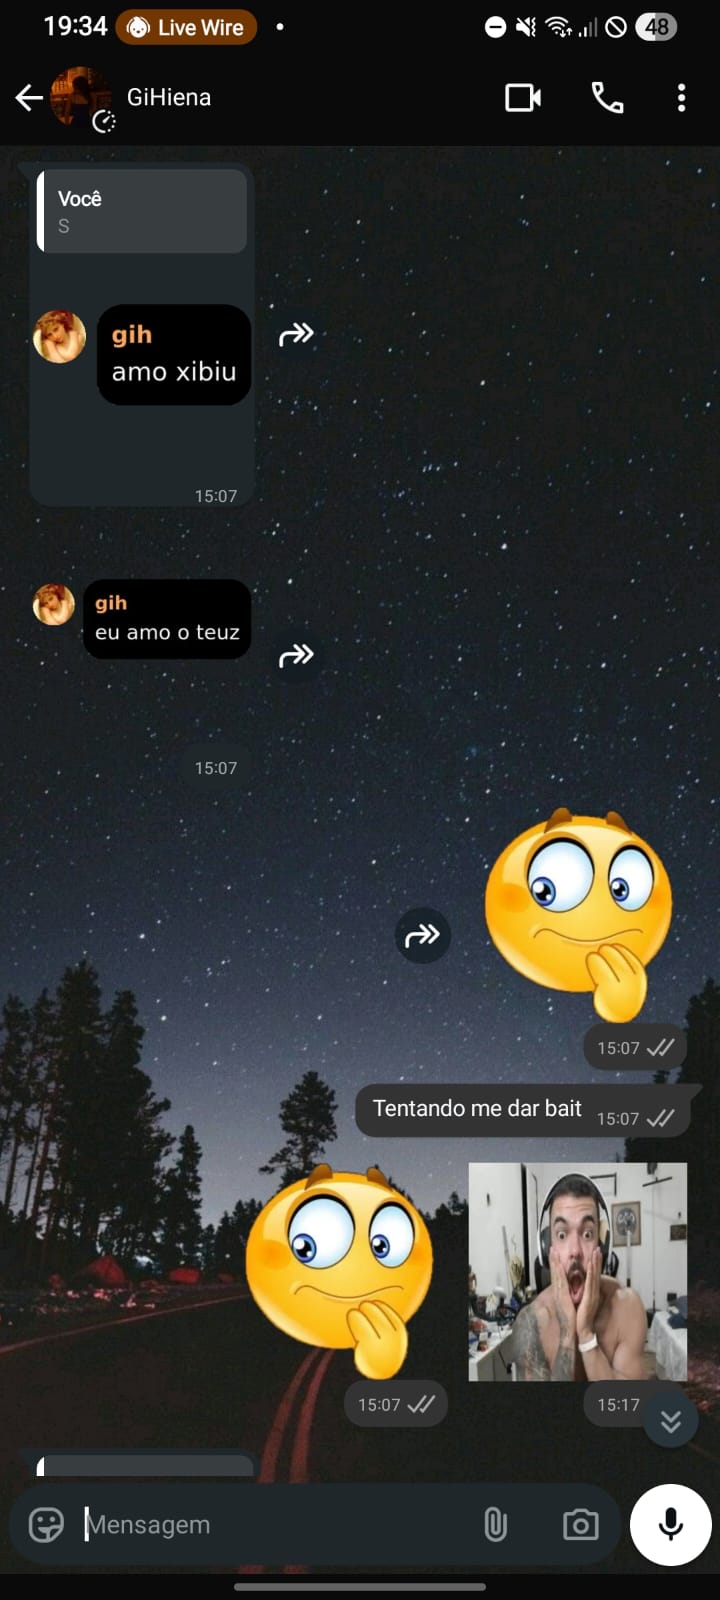 19:34 Live Wire 48
GiHiena
Você
S
gih
amo xibiu
15:07
gih
eu amo o teuz
15:07
15:07
Tentando me dar bait 15:07
15:07
15:17
Mensagem